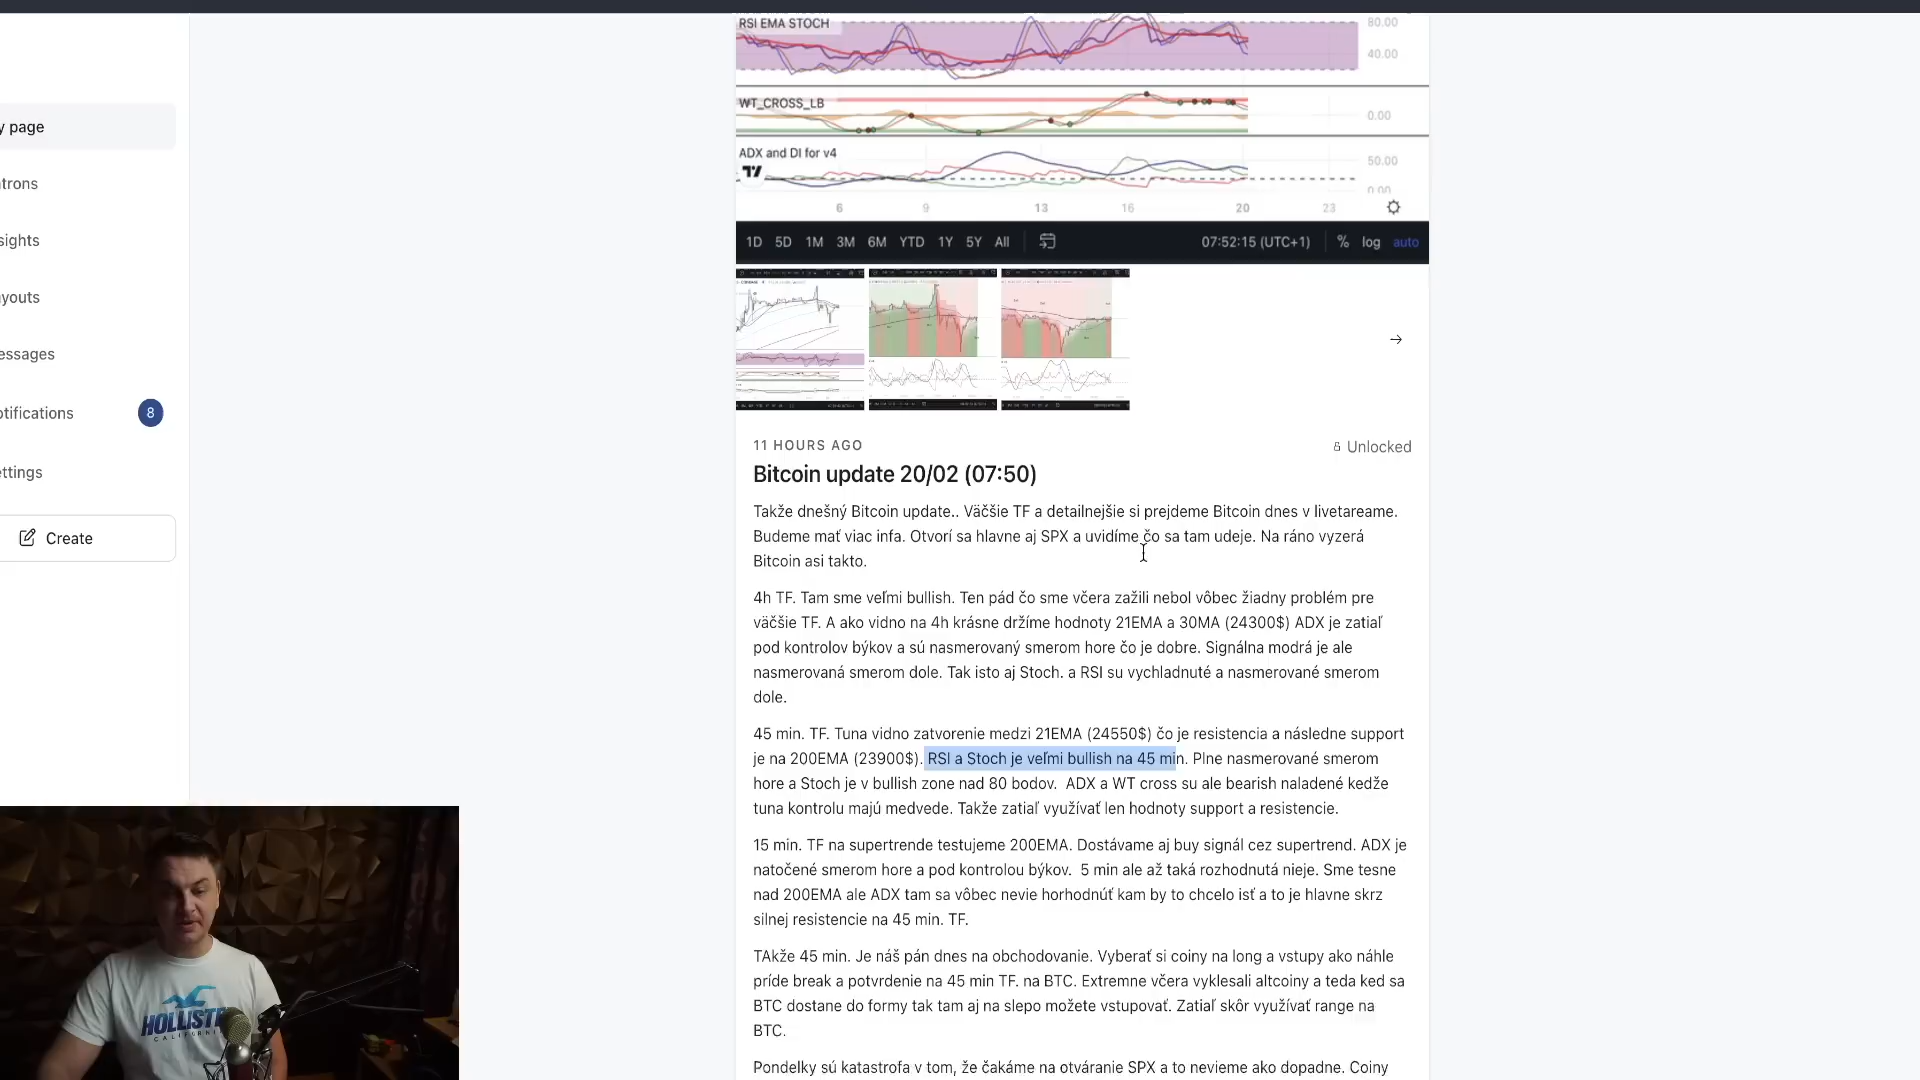 RSI EMA STOCH
80.00
40.00
WT_CROSS_LB
0.00
ADX and DI for v4
50.00
0.00
6 9 13 16 20 23
1D 5D 1M 3M 6M YTD 1Y 5Y All 07:52:15 (UTC+1) % log auto
y page
trons
sights
youts
essages
otifications 8
ettings
Create
11 HOURS AGO
Unlocked
Bitcoin update 20/02 (07:50)
Takže dnešný Bitcoin update.. Väčšie TF a detailnejšie si prejdeme Bitcoin dnes v livetareame.
Budeme mať viac infa. Otvorí sa hlavne aj SPX a uvidíme čo sa tam udeje. Na ráno vyzerá
Bitcoin asi takto.
4h TF. Tam sme veľmi bullish. Ten pád čo sme včera zažili nebol vôbec žiadny problém pre
väčšie TF. A ako vidno na 4h krásne držíme hodnoty 21EMA a 30MA (24300$) ADX je zatiaľ
pod kontrolov býkov a sú nasmerovaný smerom hore čo je dobre. Signálna modrá je ale
nasmerovaná smerom dole. Tak isto aj Stoch. a RSI su vychladnuté a nasmerované smerom
dole.
45 min. TF. Tuna vidno zatvorenie medzi 21EMA (24550$) čo je resistencia a následne support
je na 200EMA (23900$). RSI a Stoch je veľmi bullish na 45 min. Plne nasmerované smerom
hore a Stoch je v bullish zone nad 80 bodov.  ADX a WT cross su ale bearish naladené kedže
tuna kontrolu majú medvede. Takže zatiaľ využívať len hodnoty support a resistencie.
15 min. TF na supertrende testujeme 200EMA. Dostávame aj buy signál cez supertrend. ADX je
natočené smerom hore a pod kontrolou býkov.  5 min ale až taká rozhodnutá nieje. Sme tesne
nad 200EMA ale ADX tam sa vôbec nevie horhodnúť kam by to chcelo isť a to je hlavne skrz
silnej resistencie na 45 min. TF.
TAkže 45 min. Je náš pán dnes na obchodovanie. Vyberať si coiny na long a vstupy ako náhle
príde break a potvrdenie na 45 min TF. na BTC. Extremne včera vyklesali altcoiny a teda ked sa
BTC dostane do formy tak tam aj na slepo možete vstupovať. Zatiaľ skôr využívať range na
BTC.
Pondelky sú katastrofa v tom, že čakáme na otváranie SPX a to nevieme ako dopadne. Coiny
HOLLISTE
CALIFORNIA